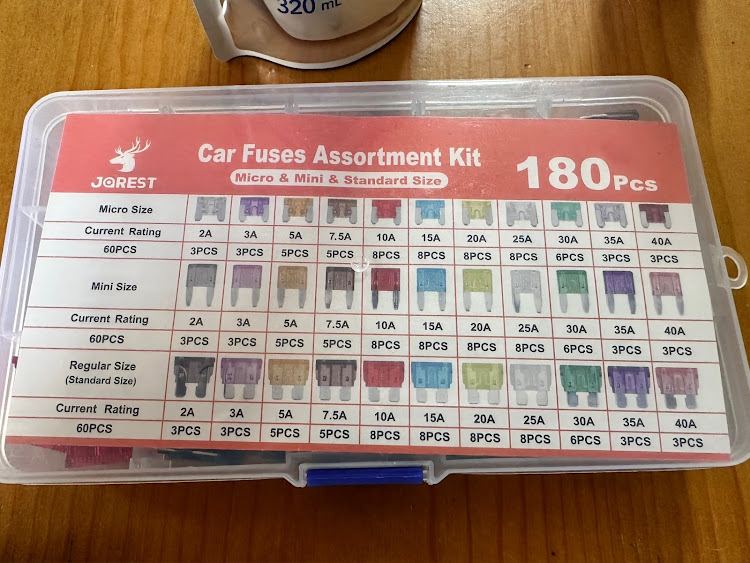 320 mL
JOREST
Car Fuses Assortment Kit
Micro & Mini & Standard Size
180Pcs
Micro Size
Current Rating 2A 3A 5A 7.5A 10A 15A 20A 25A 30A 35A 40A
60PCS 3PCS 3PCS 5PCS 5PCS 8PCS 8PCS 8PCS 8PCS 6PCS 3PCS 3PCS
Mini Size
Current Rating 2A 3A 5A 7.5A 10A 15A 20A 25A 30A 35A 40A
60PCS 3PCS 3PCS 5PCS 5PCS 8PCS 8PCS 8PCS 8PCS 6PCS 3PCS 3PCS
Regular Size
(Standard Size)
Current Rating 2A 3A 5A 7.5A 10A 15A 20A 25A 30A 35A 40A
60PCS 3PCS 3PCS 5PCS 5PCS 8PCS 8PCS 8PCS 8PCS 6PCS 3PCS 3PCS